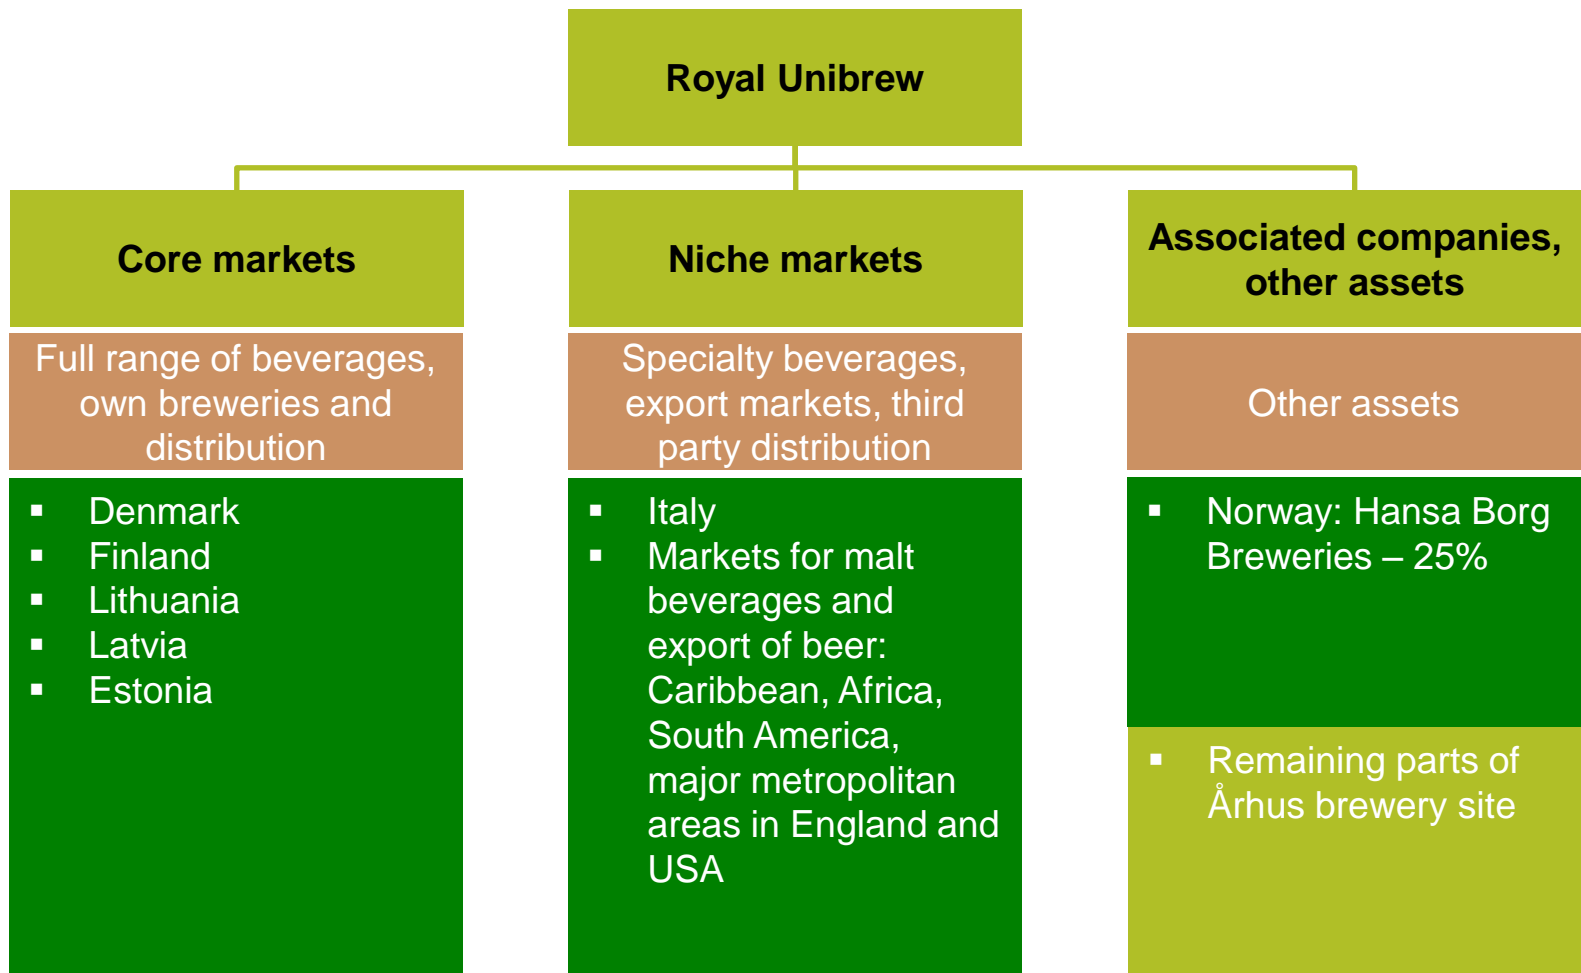 Royal Unibrew
Core markets
Full range of beverages,
own breweries and
distribution
▪ Denmark
▪ Finland
▪ Lithuania
▪ Latvia
▪ Estonia
Niche markets
Specialty beverages,
export markets, third
party distribution
▪ Italy
▪ Markets for malt
beverages and
export of beer:
Caribbean, Africa,
South America,
major metropolitan
areas in England and
USA
Associated companies,
other assets
Other assets
▪ Norway: Hansa Borg
Breweries – 25%
▪ Remaining parts of
Århus brewery site